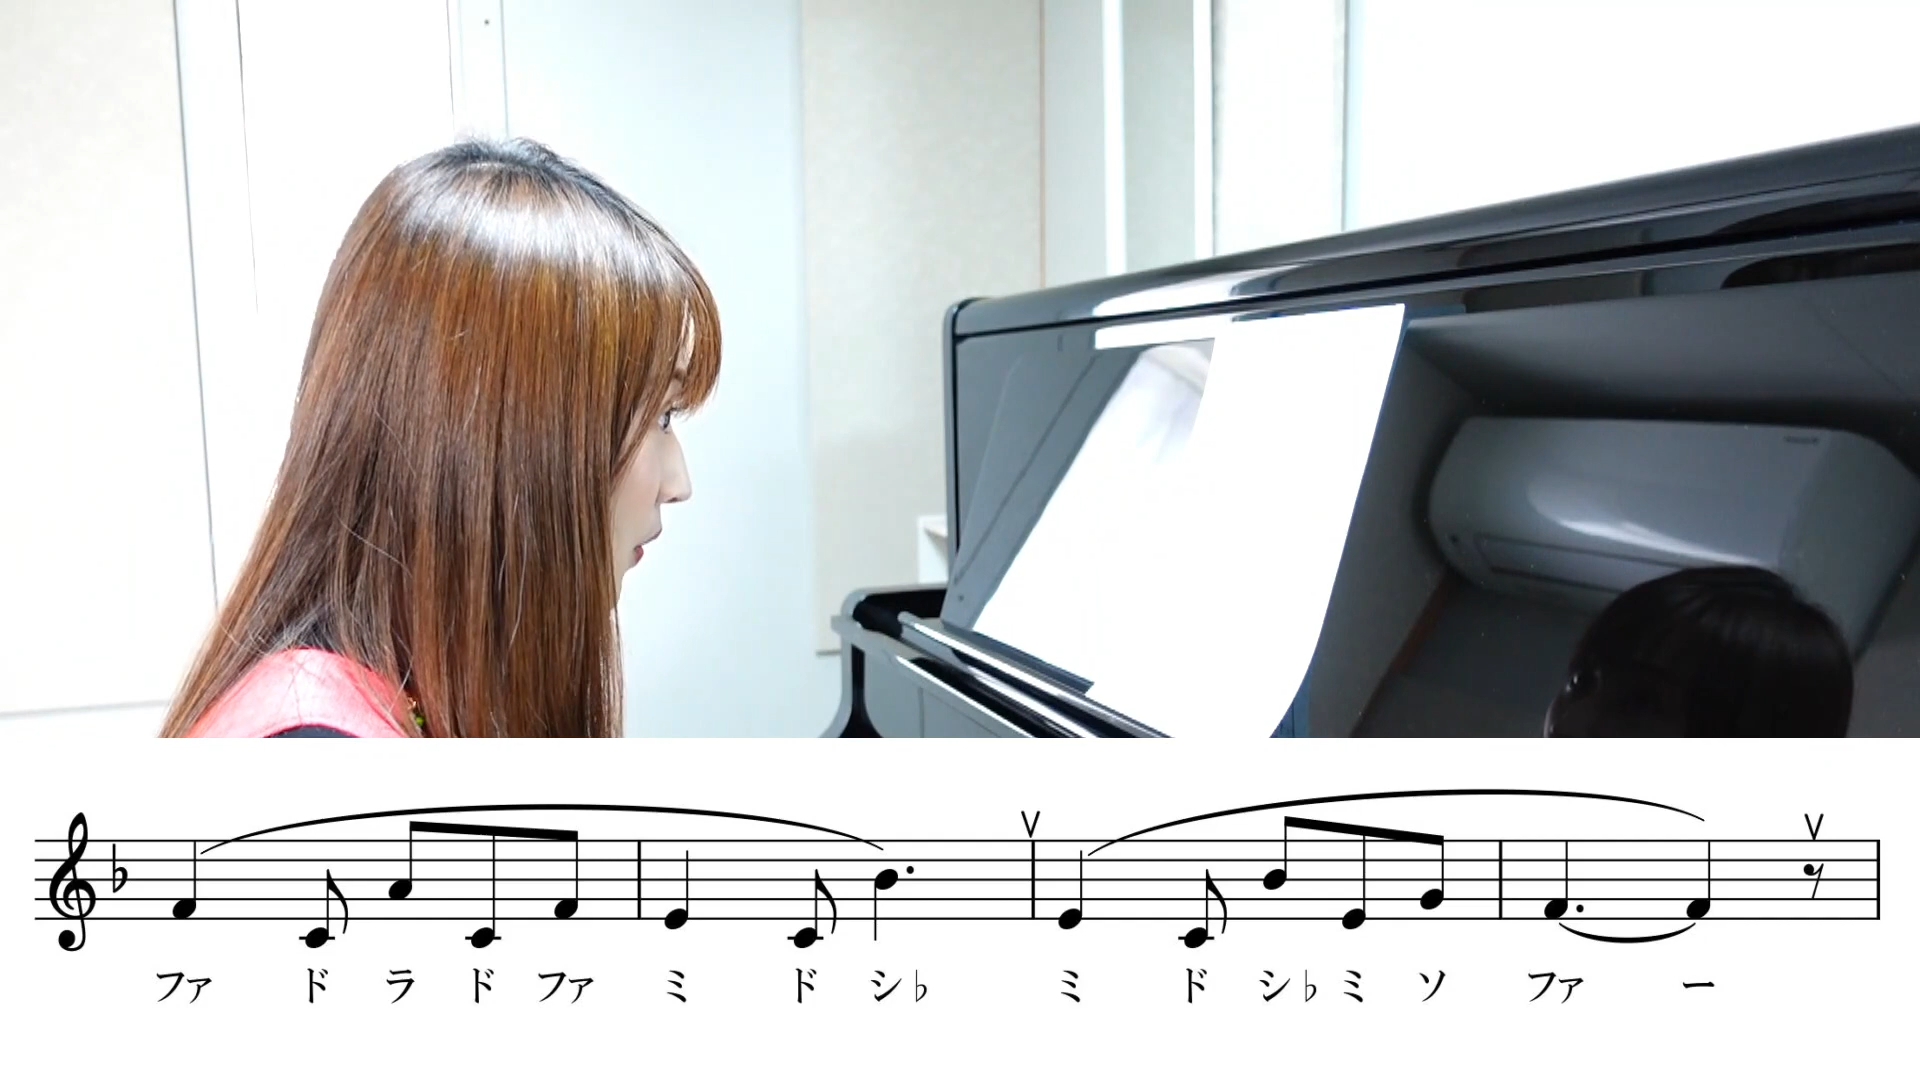 ファ ド ラ ド ファ ミ ド シ♭ ミ ド シ♭ ミ ソ ファ ー